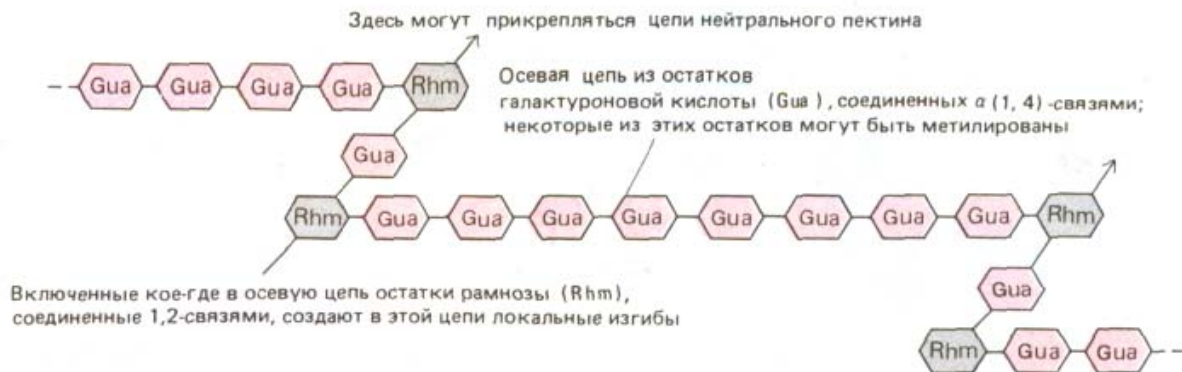 Здесь могут прикрепляться цепи нейтрального пектина
Gua Gua Gua Gua Rhm
Осевая цепь из остатков
галактуроновой кислоты (Gua), соединенных α (1, 4) -связями;
некоторые из этих остатков могут быть метилированы
Gua
Rhm Gua Gua Gua Gua Gua Gua Gua Gua Rhm
Включенные кое-где в осевую цепь остатки рамнозы (Rhm),
соединенные 1,2-связями, создают в этой цепи локальные изгибы
Gua
Rhm Gua Gua